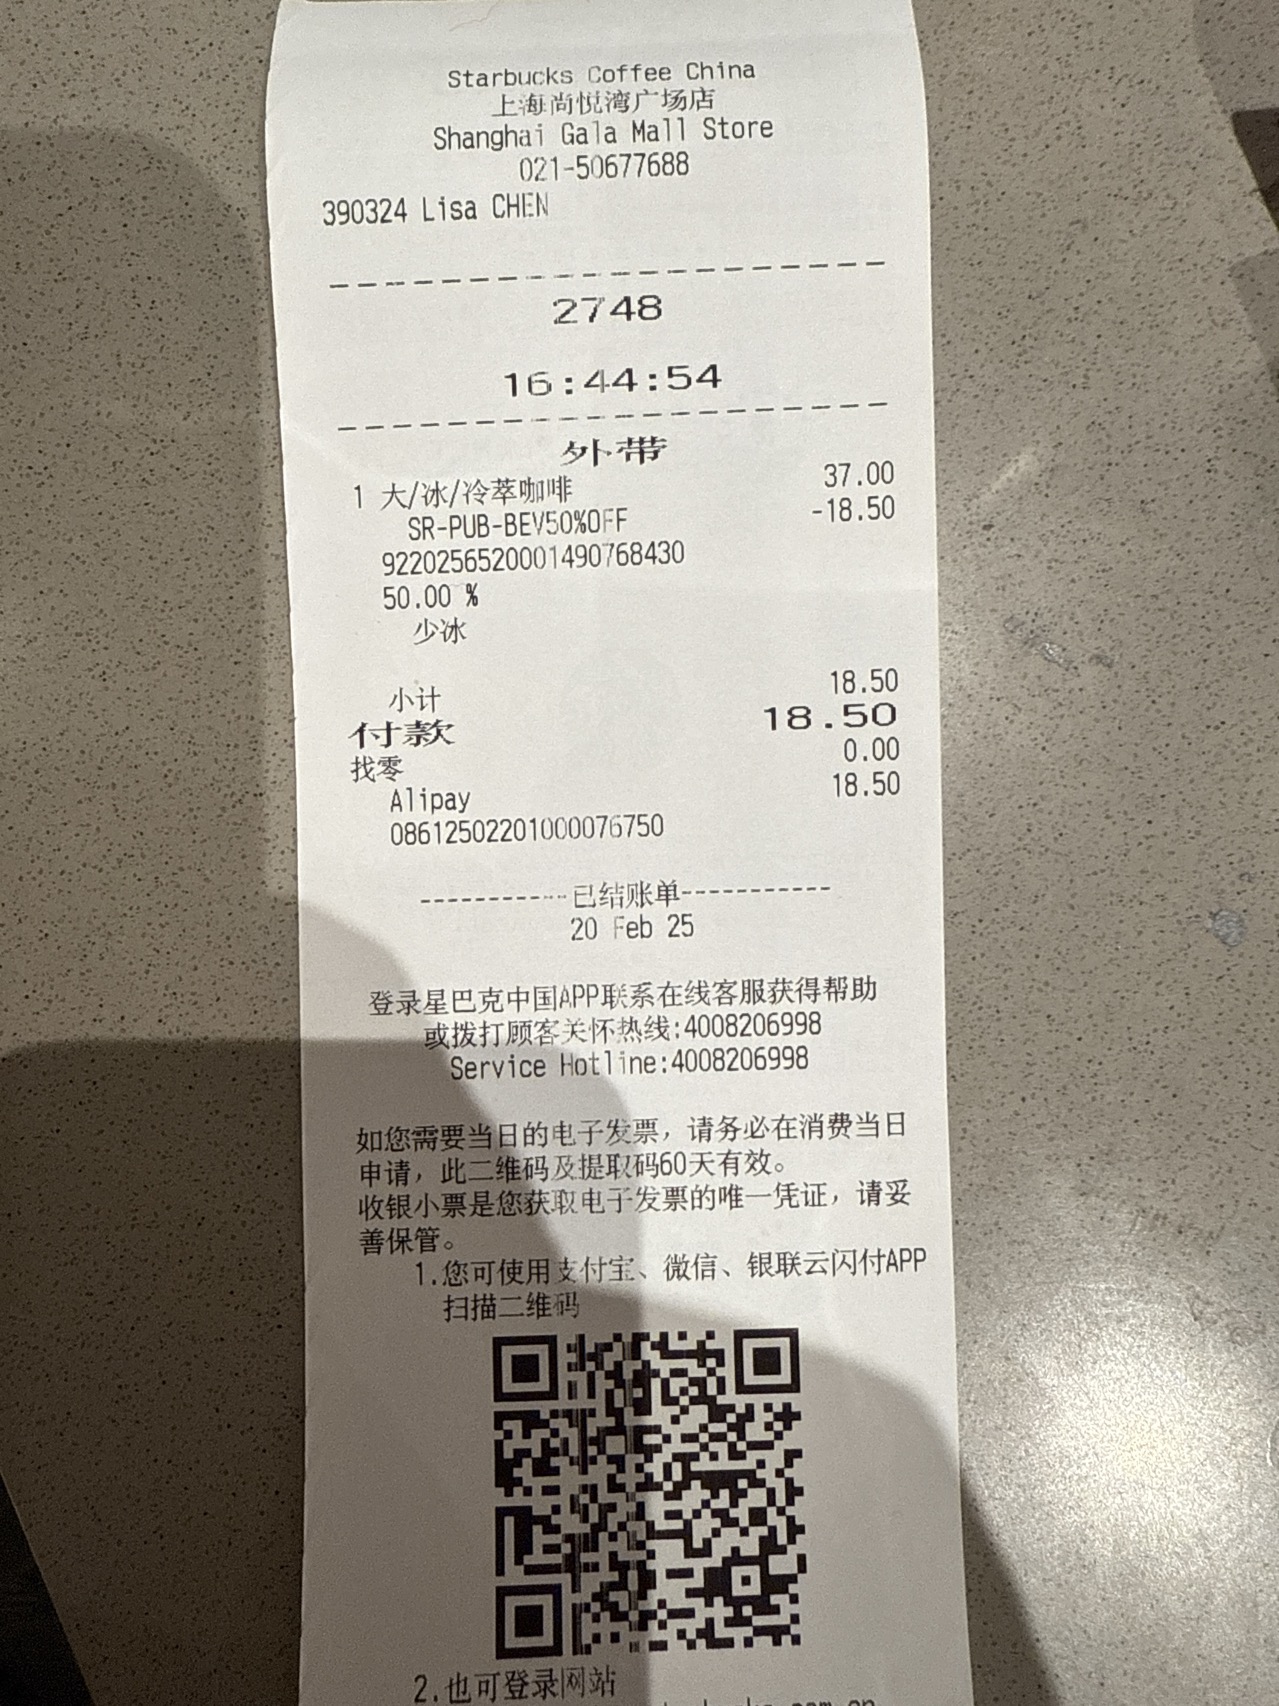 Starbucks Coffee China
上海尚悦湾广场店
Shanghai Gala Mall Store
021-50677688
390324 Lisa CHEN
2748
16:44:54
外带
1 大/冰/冷萃咖啡 37.00
SR-PUB-BEV50%OFF -18.50
9220256520001490768430
50.00 %
少冰
小计 18.50
付款 18.50
找零 0.00
Alipay 18.50
08612502201000076750
-----------已结账单-----------
20 Feb 25
登录星巴克中国APP联系在线客服获得帮助
或拨打顾客关怀热线:4008206998
Service Hotline:4008206998
如您需要当日的电子发票，请务必在消费当日
申请，此二维码及提取码60天有效。
收银小票是您获取电子发票的唯一凭证，请妥
善保管。
1.您可使用支付宝、微信、银联云闪付APP
扫描二维码
2.也可登录网站